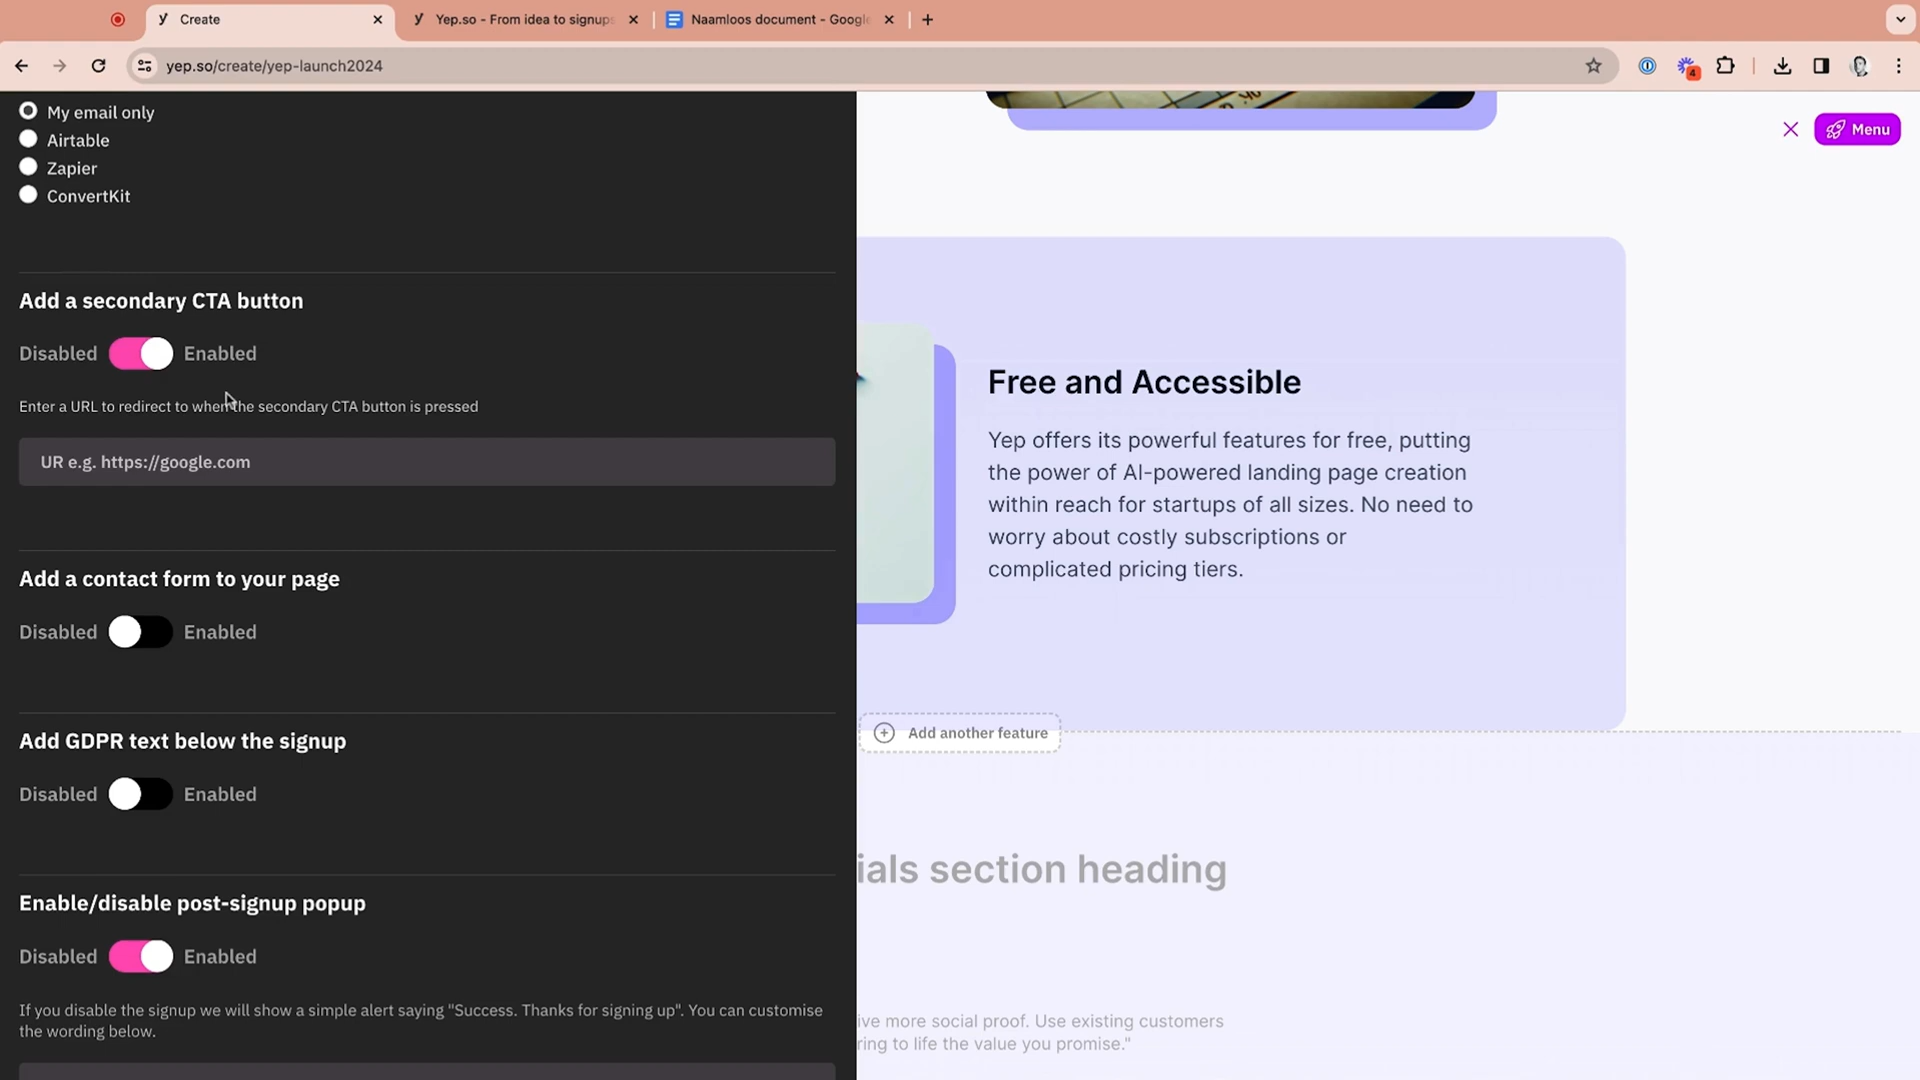 Create
Yep.so - From idea to signups
Naamloos document - Google
yep.so/create/yep-launch2024
4
Menu
My email only
Airtable
Zapier
ConvertKit
Add a secondary CTA button
Disabled Enabled
Enter a URL to redirect to when the secondary CTA button is pressed
UR e.g. https://google.com
Add a contact form to your page
Disabled Enabled
Add GDPR text below the signup
Disabled Enabled
Enable/disable post-signup popup
Disabled Enabled
If you disable the signup we will show a simple alert saying "Success. Thanks for signing up". You can customise
the wording below.
Free and Accessible
Yep offers its powerful features for free, putting
the power of AI-powered landing page creation
within reach for startups of all sizes. No need to
worry about costly subscriptions or
complicated pricing tiers.
Add another feature
ials section heading
ive more social proof. Use existing customers
ring to life the value you promise."